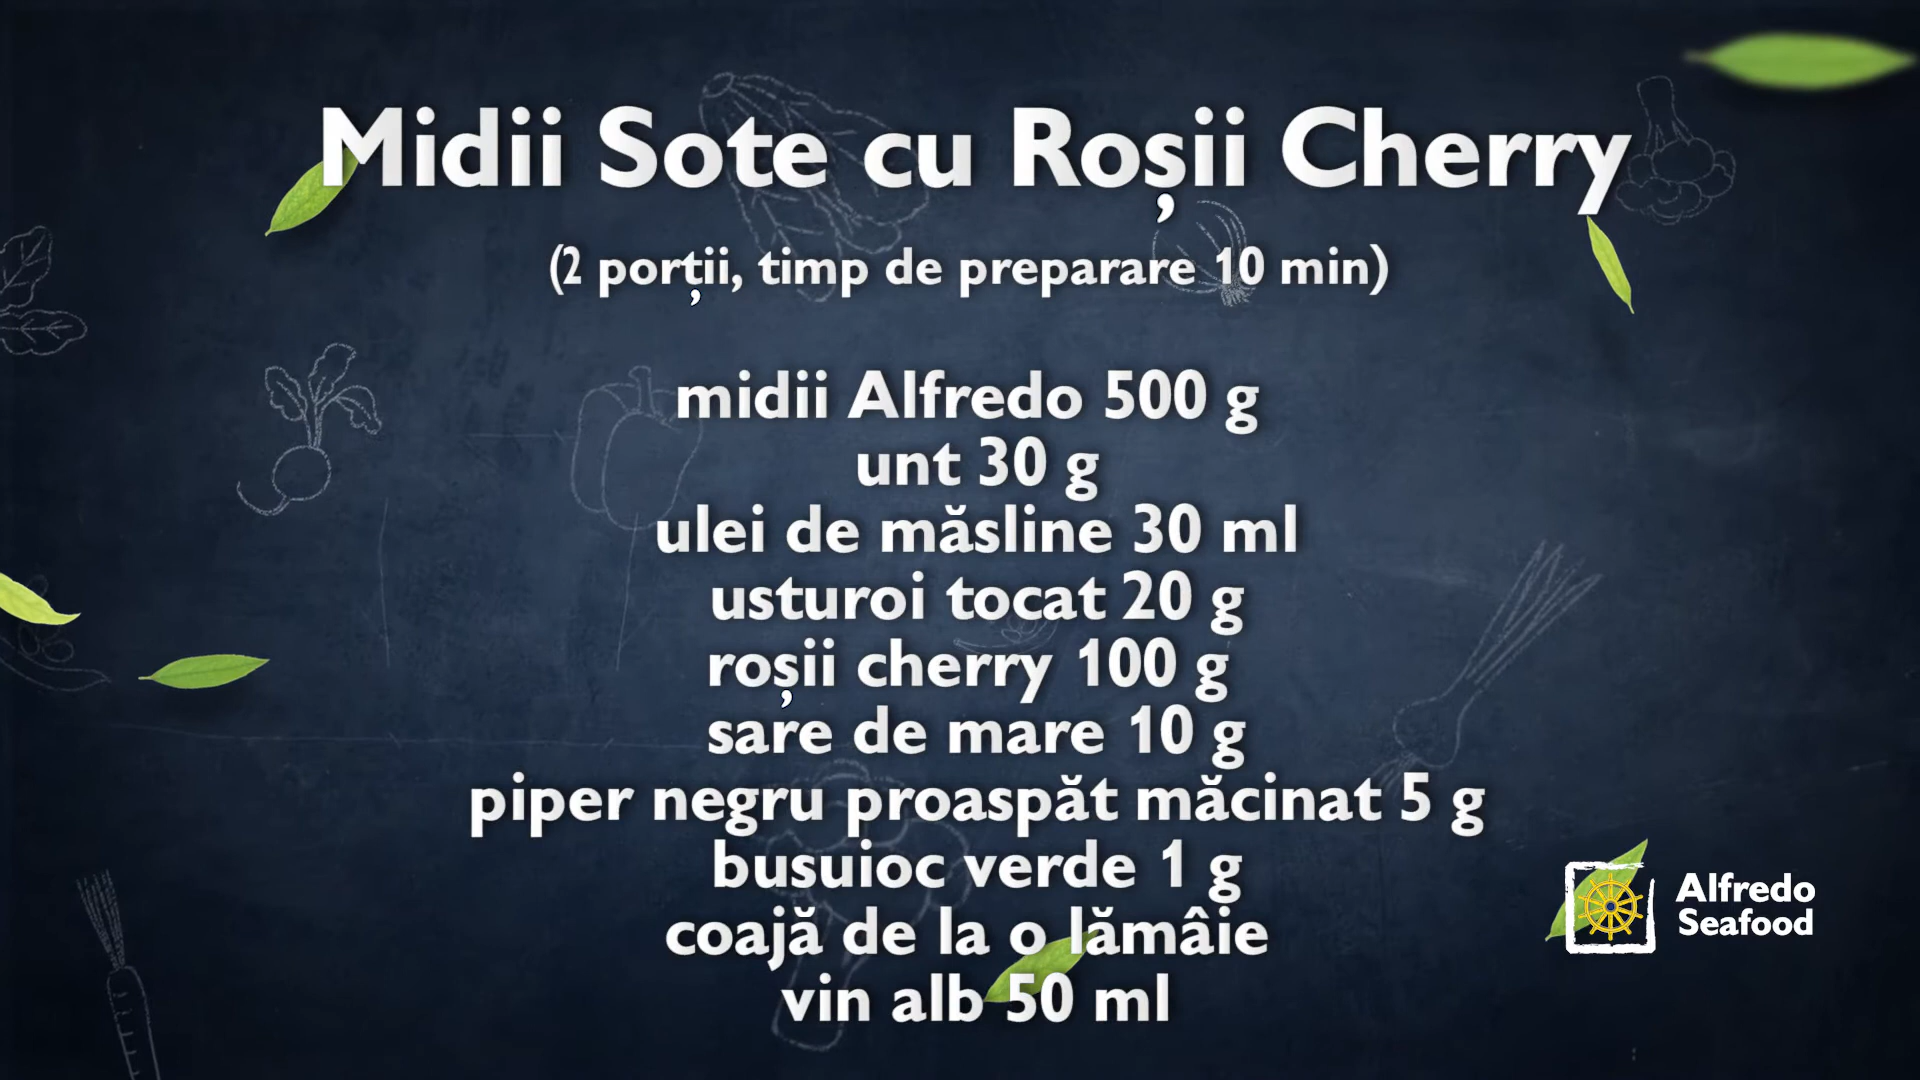 Midii Sote cu Roșii Cherry
(2 porții, timp de preparare 10 min)
midii Alfredo 500 g
unt 30 g
ulei de măsline 30 ml
usturoi tocat 20 g
roșii cherry 100 g
sare de mare 10 g
piper negru proaspăt măcinat 5 g
busuioc verde 1 g
coajă de la o lămâie
vin alb 50 ml
Alfredo
Seafood